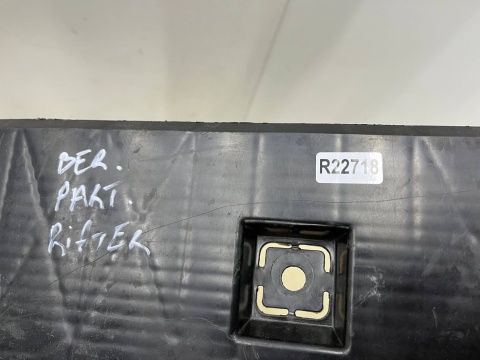 BER.
PART.
RiFTER
R22718